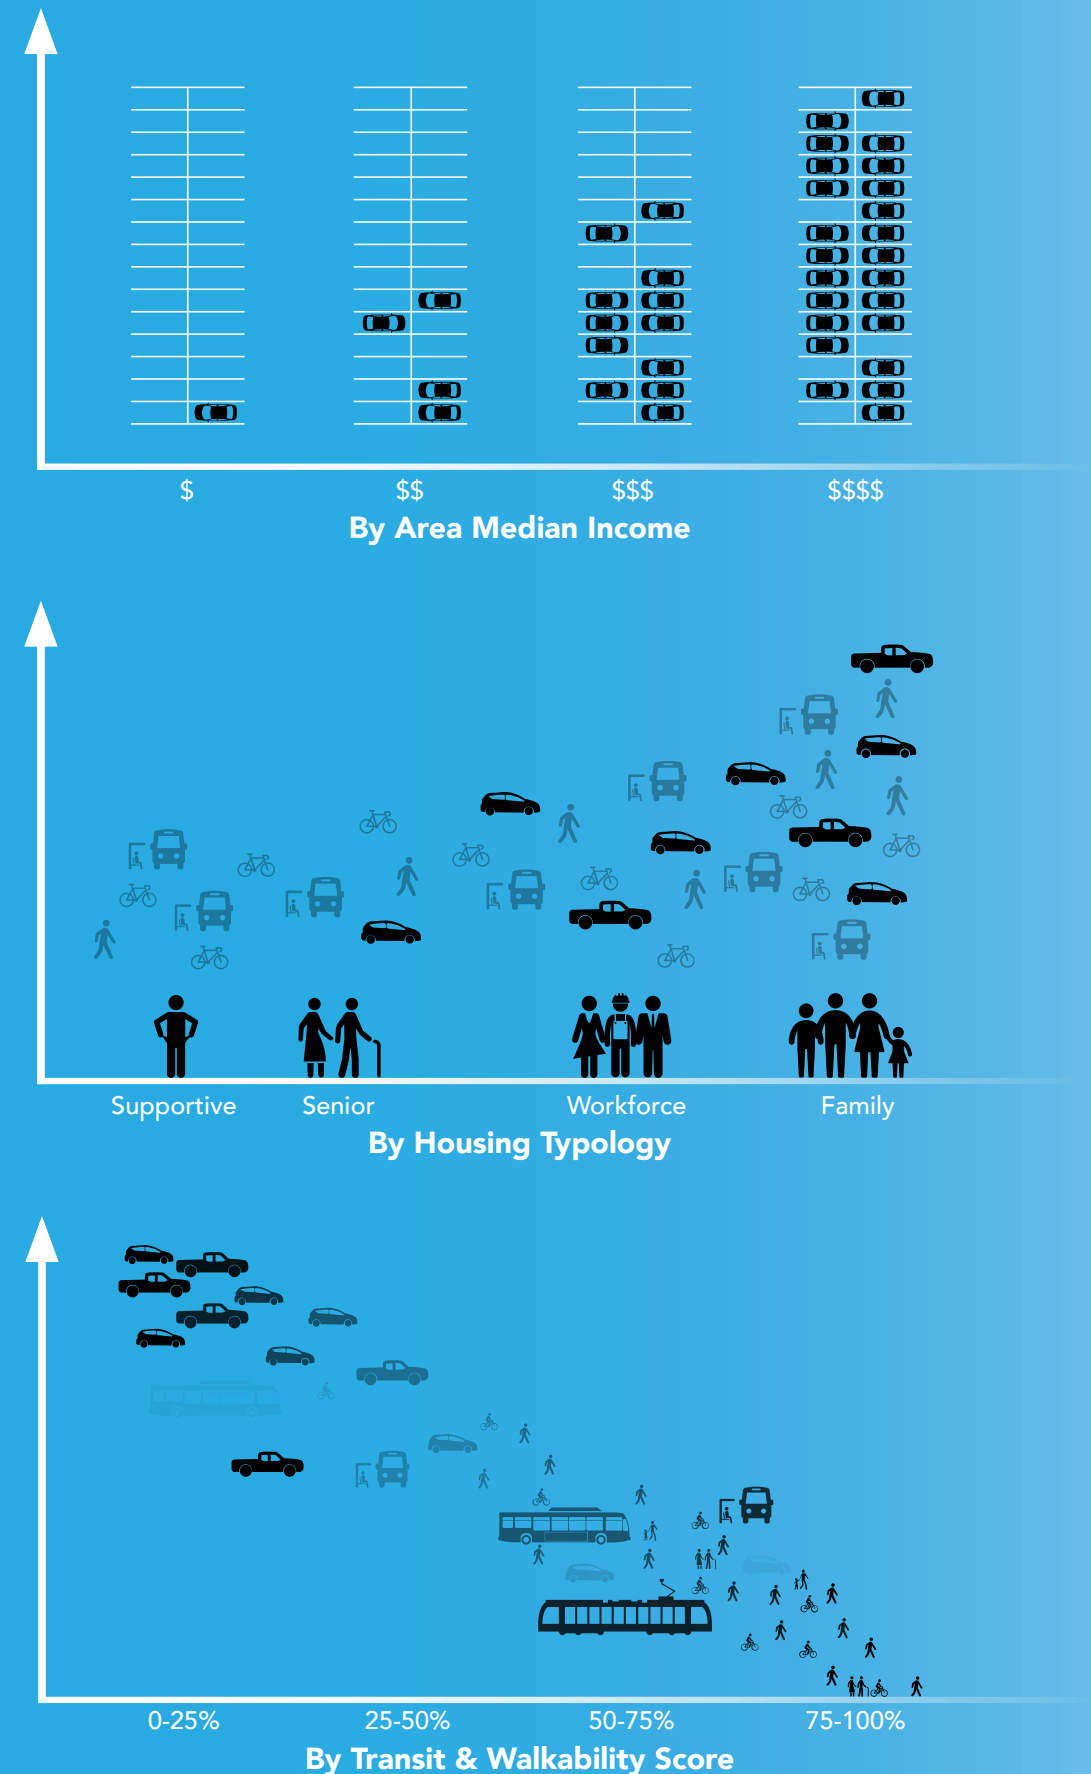 $ $$ $$$ $$$$
By Area Median Income
Supportive Senior Workforce Family
By Housing Typology
0-25% 25-50% 50-75% 75-100%
By Transit & Walkability Score